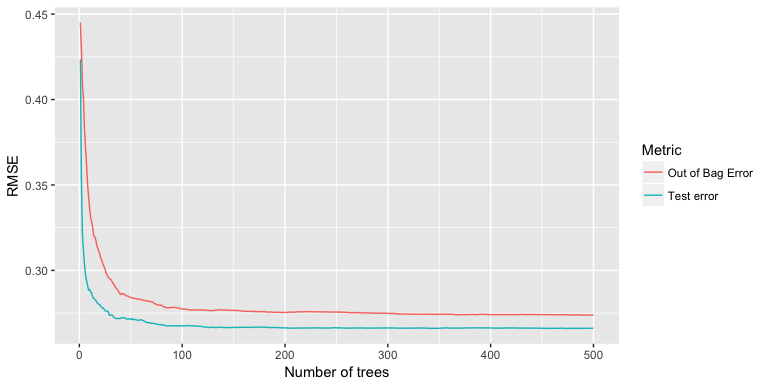 0.45
0.40
0.35
0.30
RMSE
0 100 200 300 400 500
Number of trees
Metric
Out of Bag Error
Test error